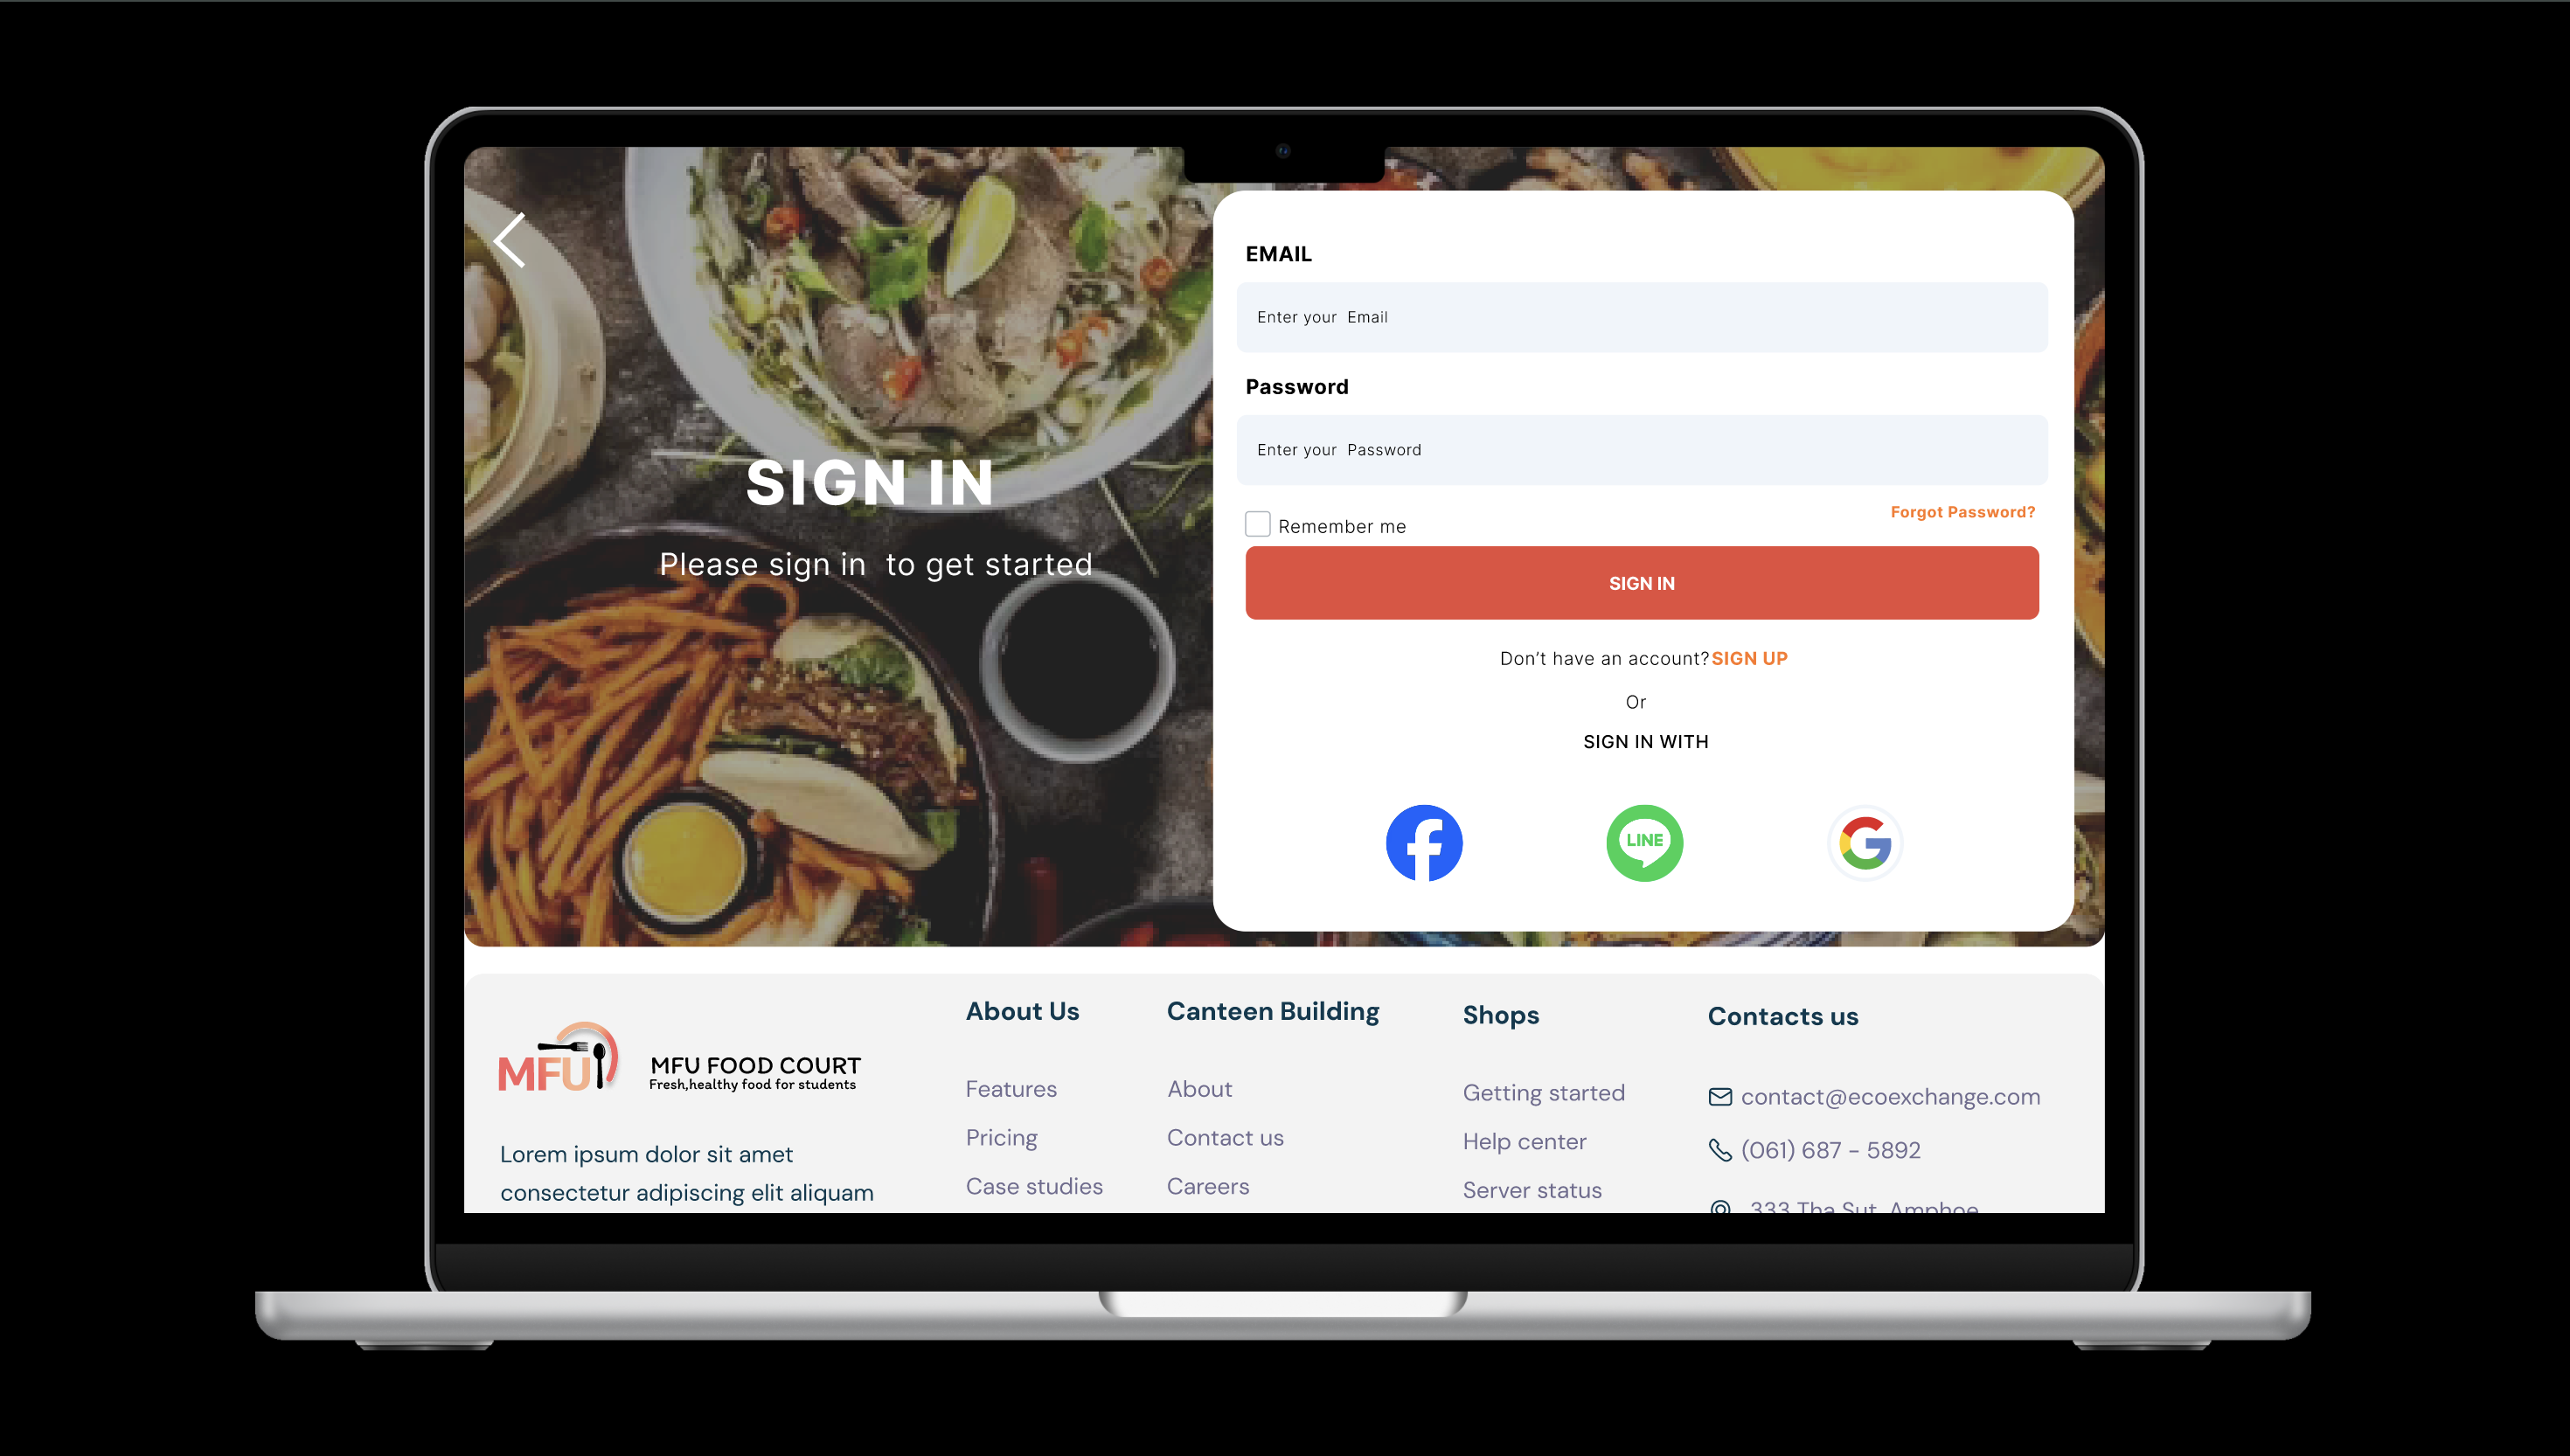 SIGN IN
Please sign in  to get started
EMAIL
Enter your  Email
Password
Enter your  Password
Remember me
Forgot Password?
SIGN IN
Don’t have an account? SIGN UP
Or
SIGN IN WITH
LINE
MFU
MFU FOOD COURT
Fresh,healthy food for students
Lorem ipsum dolor sit amet
consectetur adipiscing elit aliquam
About Us
Features
Pricing
Case studies
Canteen Building
About
Contact us
Careers
Shops
Getting started
Help center
Server status
Contacts us
contact@ecoexchange.com
(061) 687 - 5892
333 Tha Sut, Amphoe